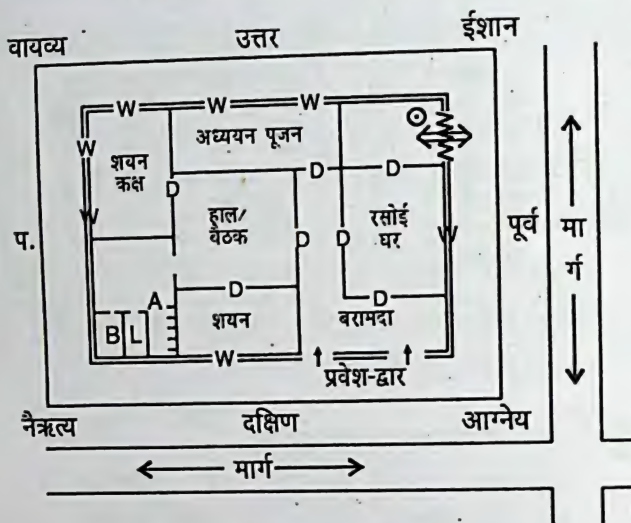 वायव्य उत्तर ईशान
W W W
W
अध्ययन पूजन
शयन
कक्ष
D D D
W
हाल/
बैठक
D D
रसोई
घर
W
प.
पूर्व
मा
र्ग
A
D
D
B L
शयन
बरामदा
W
प्रवेश-द्वार
नैऋत्य दक्षिण आग्नेय
मार्ग